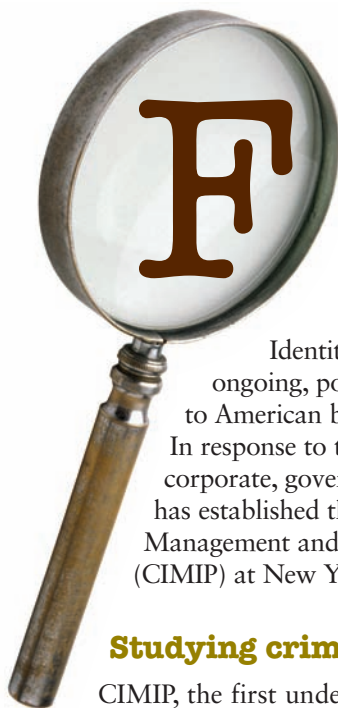 F
Identit
ongoing, po
to American b
In response to t
corporate, gover
has established th
Management and
(CIMIP) at New Y
Studying crim
CIMIP, the first unde